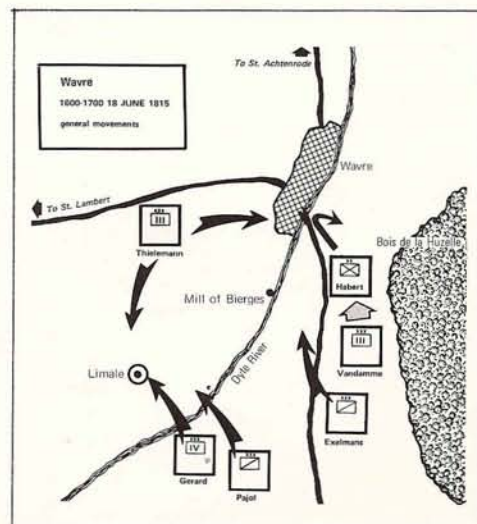 Wavre
1600-1700 18 JUNE 1815
general movements
To St. Achtenrode
Wavre
To St. Lambert
III
Thielemann
Bois de la Huzelle
Habert
Mill of Bierges
III
Vandamme
Limale
Dyle River
Exelmans
IV
Gerard
Pajol